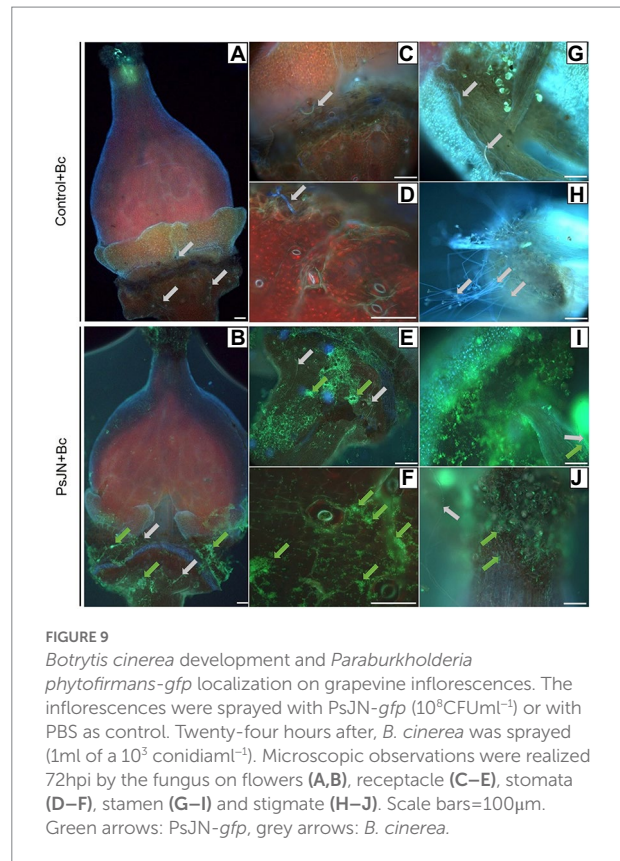 Control+Bc
PsJN+Bc
A
B
C
D
E
F
G
H
I
J
FIGURE 9
Botrytis cinerea development and Paraburkholderia
phytofirmans-gfp localization on grapevine inflorescences. The
inflorescences were sprayed with PsJN-gfp (10⁸CFUml⁻¹) or with
PBS as control. Twenty-four hours after, B. cinerea was sprayed
(1ml of a 10³ conidiaml⁻¹). Microscopic observations were realized
72hpi by the fungus on flowers (A,B), receptacle (C–E), stomata
(D–F), stamen (G–I) and stigmate (H–J). Scale bars=100μm.
Green arrows: PsJN-gfp, grey arrows: B. cinerea.